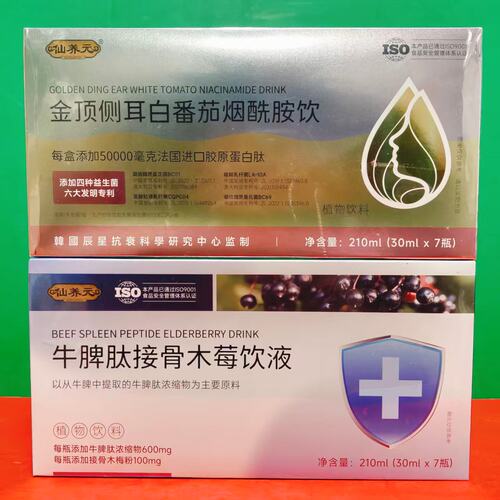 仙养元
ISO 本产品已通过ISO9001
食品安全管理体系认证
GOLDEN DING EAR WHITE TOMATO NIACINAMIDE DRINK
金顶侧耳白番茄烟酰胺饮
每盒添加50000毫克法国进口胶原蛋白肽
添加四种益生菌
六大发明专利
植物饮料
韓國辰星抗衰科學研究中心监制
净含量：210ml (30ml x 7瓶)
仙养元
ISO 本产品已通过ISO9001
食品安全管理体系认证
BEEF SPLEEN PEPTIDE ELDERBERRY DRINK
牛脾肽接骨木莓饮液
以从牛脾中提取的牛脾肽浓缩物为主要原料
植物饮料
每瓶添加牛脾肽浓缩物600mg
每瓶添加接骨木梅粉100mg
净含量：210ml (30ml x 7瓶)